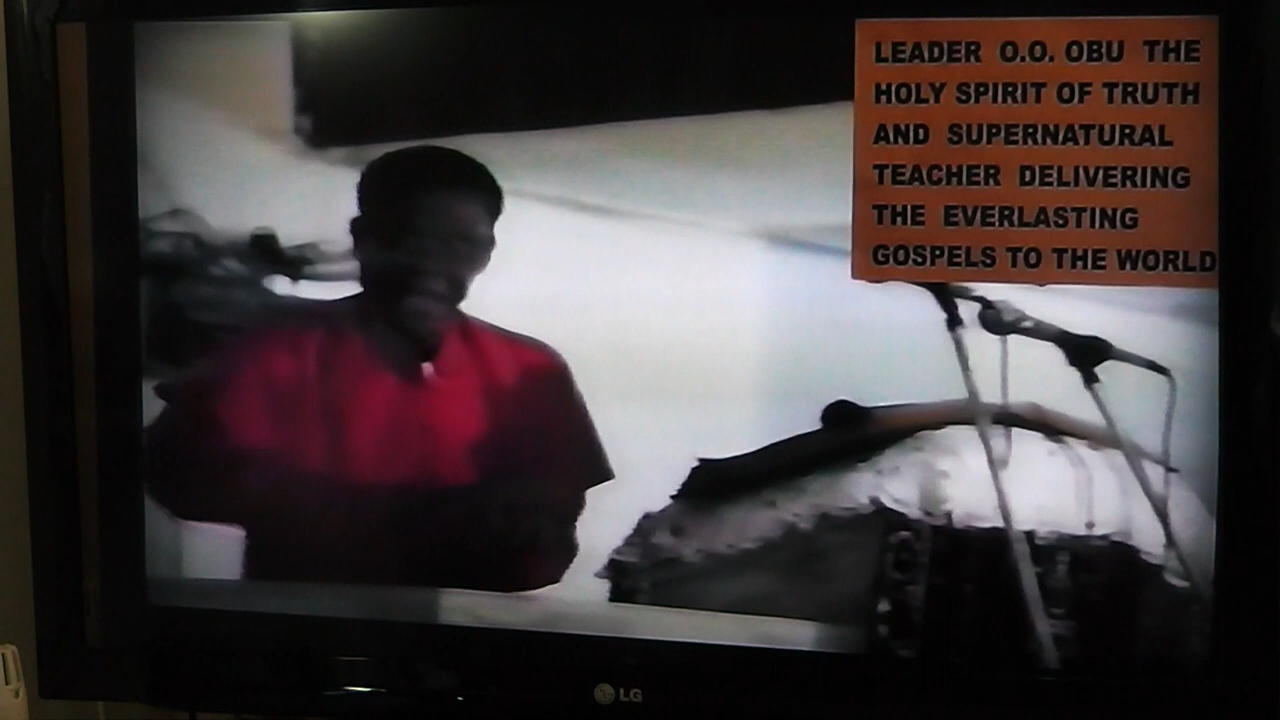 LEADER O.O. OBU THE
HOLY SPIRIT OF TRUTH
AND SUPERNATURAL
TEACHER DELIVERING
THE EVERLASTING
GOSPELS TO THE WORLD
LG